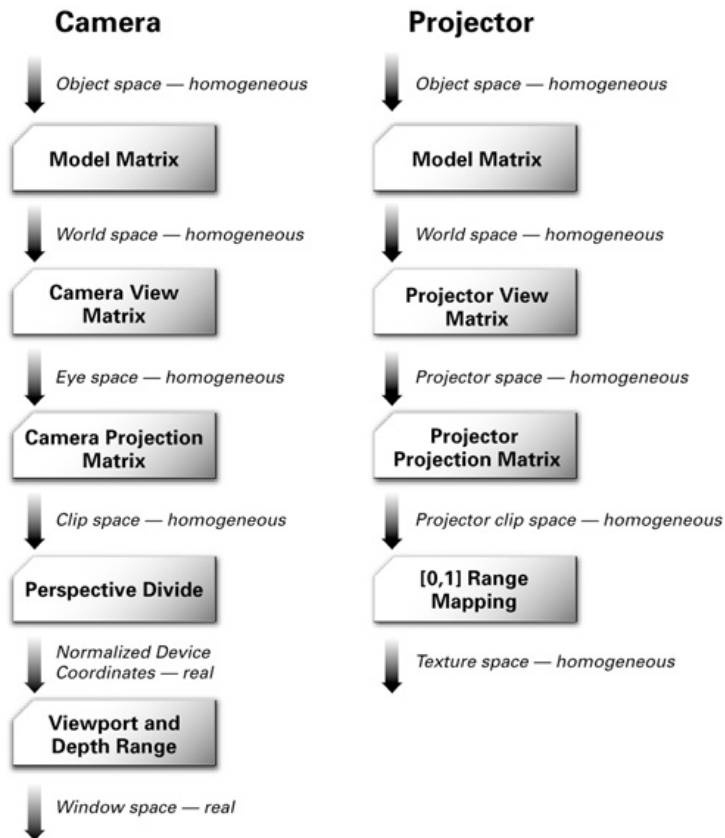 Camera
Object space — homogeneous
Model Matrix
World space — homogeneous
Camera View
Matrix
Eye space — homogeneous
Camera Projection
Matrix
Clip space — homogeneous
Perspective Divide
Normalized Device
Coordinates — real
Viewport and
Depth Range
Window space — real
Projector
Object space — homogeneous
Model Matrix
World space — homogeneous
Projector View
Matrix
Projector space — homogeneous
Projector
Projection Matrix
Projector clip space — homogeneous
[0,1] Range
Mapping
Texture space — homogeneous